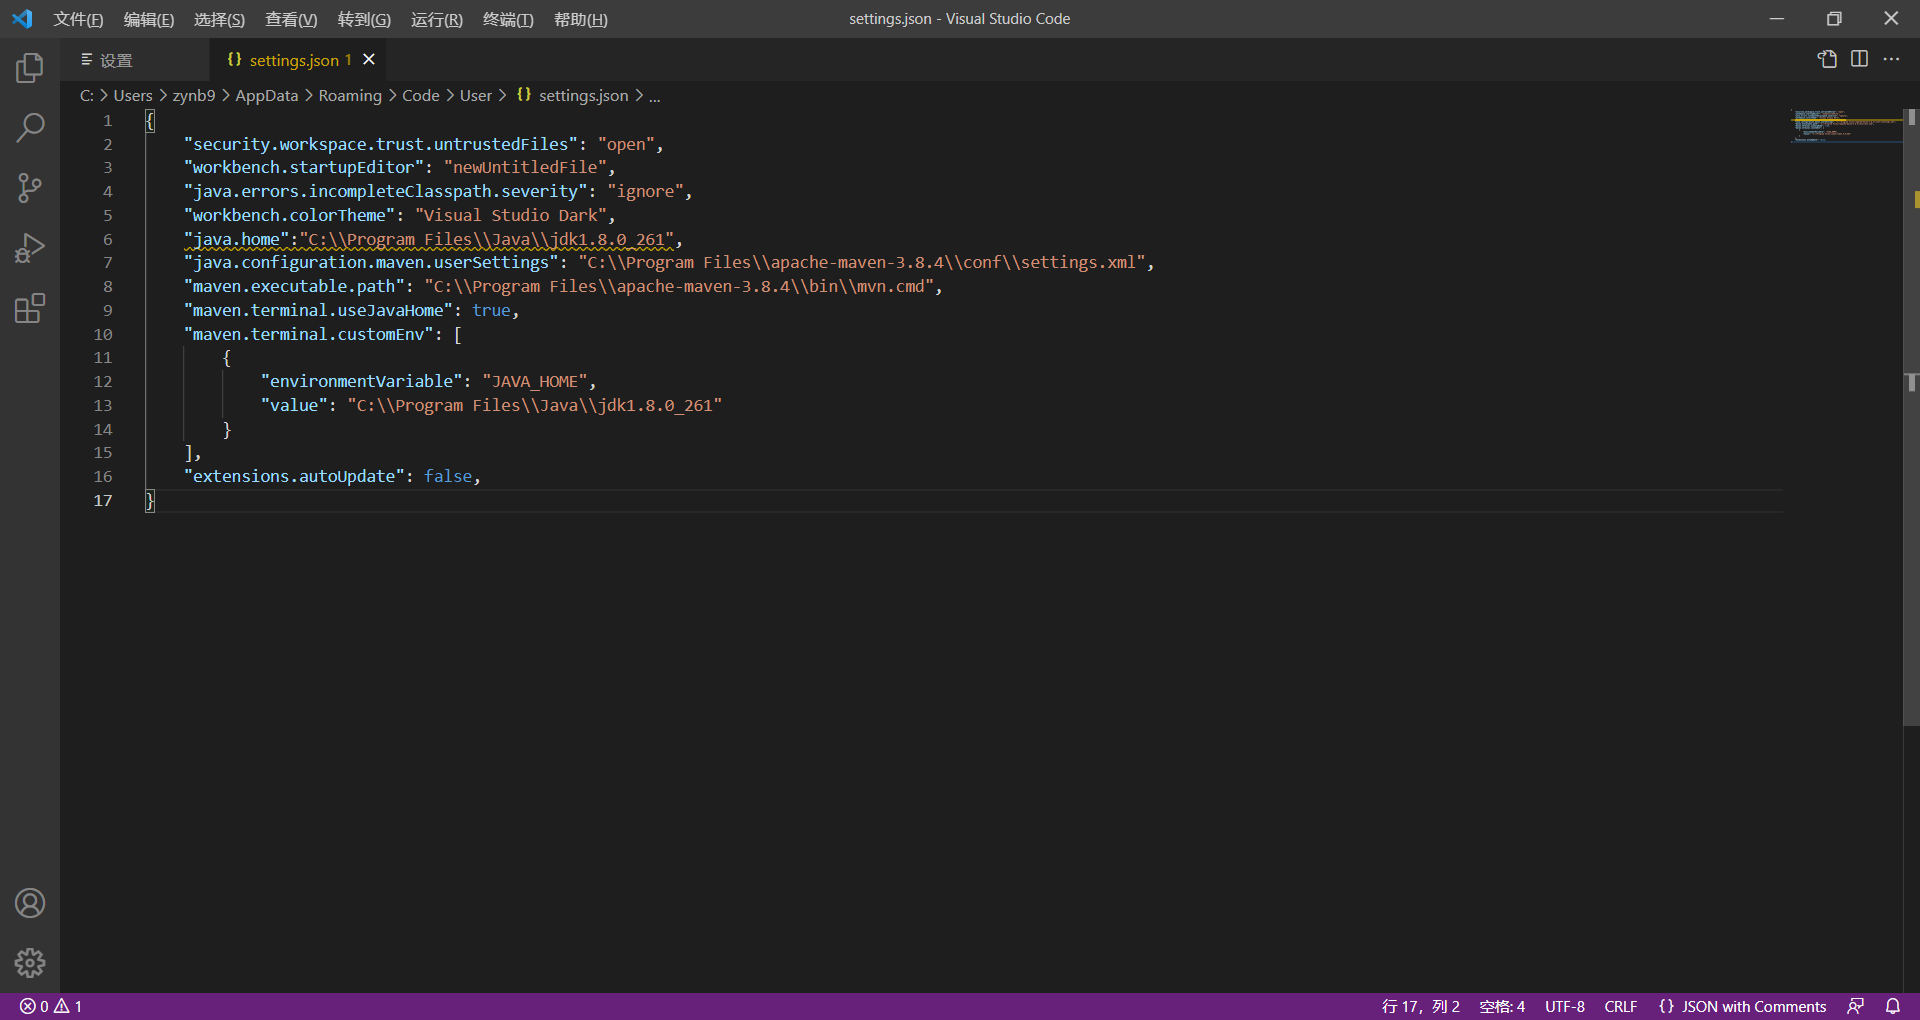 文件(F) 编辑(E) 选择(S) 查看(V) 转到(G) 运行(R) 终端(T) 帮助(H) settings.json - Visual Studio Code
设置 {} settings.json 1
C: > Users > zynb9 > AppData > Roaming > Code > User > {} settings.json > ...
1 {
2 "security.workspace.trust.untrustedFiles": "open",
3 "workbench.startupEditor": "newUntitledFile",
4 "java.errors.incompleteClasspath.severity": "ignore",
5 "workbench.colorTheme": "Visual Studio Dark",
6 "java.home":"C:\\Program Files\\Java\\jdk1.8.0_261",
7 "java.configuration.maven.userSettings": "C:\\Program Files\\apache-maven-3.8.4\\conf\\settings.xml",
8 "maven.executable.path": "C:\\Program Files\\apache-maven-3.8.4\\bin\\mvn.cmd",
9 "maven.terminal.useJavaHome": true,
10 "maven.terminal.customEnv": [
11 {
12 "environmentVariable": "JAVA_HOME",
13 "value": "C:\\Program Files\\Java\\jdk1.8.0_261"
14 }
15 ],
16 "extensions.autoUpdate": false,
17 }
0 1 行 17，列 2 空格: 4 UTF-8 CRLF {} JSON with Comments